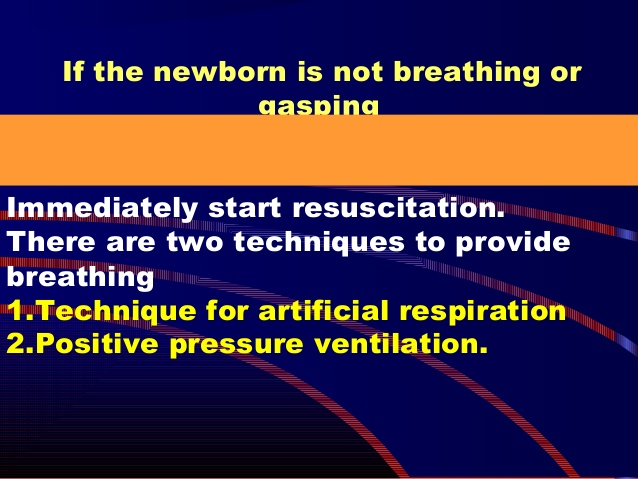 If the newborn is not breathing or
gasping
Immediately start resuscitation.
There are two techniques to provide
breathing
1.Technique for artificial respiration
2.Positive pressure ventilation.